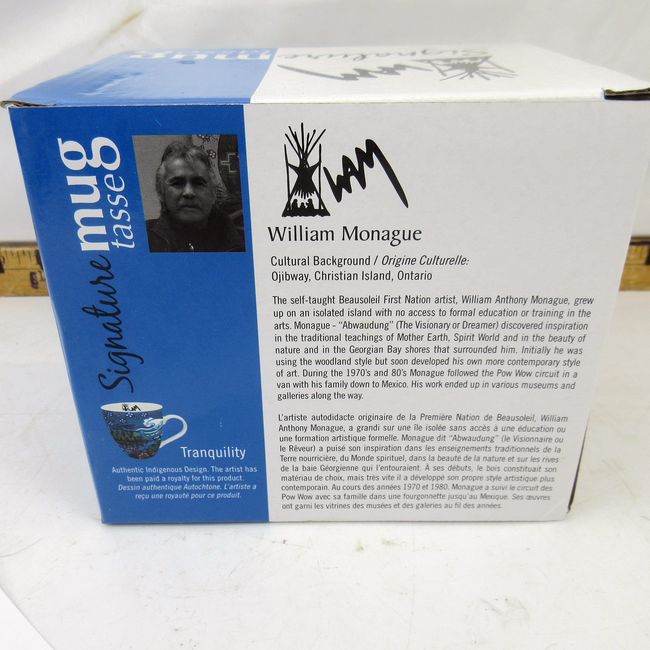 Signature mug
Signature
mug
tasse
WAM
William Monague
Cultural Background / Origine Culturelle:
Ojibway, Christian Island, Ontario
The self-taught Beausoleil First Nation artist, William Anthony Monague, grew
up on an isolated island with no access to formal education or training in the
arts. Monague - “Abwaudung” (The Visionary or Dreamer) discovered inspiration
in the traditional teachings of Mother Earth, Spirit World and in the beauty of
nature and in the Georgian Bay shores that surrounded him. Initially he was
using the woodland style but soon developed his own more contemporary style
of art. During the 1970’s and 80’s Monague followed the Pow Wow circuit in a
van with his family down to Mexico. His work ended up in various museums and
galleries along the way.
L’artiste autodidacte originaire de la Première Nation de Beausoleil, William
Anthony Monague, a grandi sur une île isolée sans accès à une éducation ou
une formation artistique formelle. Monague dit “Abwaudung” (le Visionnaire ou
le Rêveur) a puisé son inspiration dans les enseignements traditionnels de la
Terre nourricière, du Monde spirituel, dans la beauté de la nature et sur les rives
de la baie Géorgienne qui l’entouraient. À ses débuts, le bois constituait son
matériau de choix, mais très vite il a développé son propre style artistique plus
contemporain. Au cours des années 1970 et 1980, Monague a suivi le circuit des
Pow Wow avec sa famille dans une fourgonnette jusqu’au Mexique. Ses œuvres
ont garni les vitrines des musées et des galeries au fil des années.
Tranquility
Authentic Indigenous Design. The artist has
been paid a royalty for this product.
Dessin authentique Autochtone. L’artiste a
reçu une royauté pour ce produit.